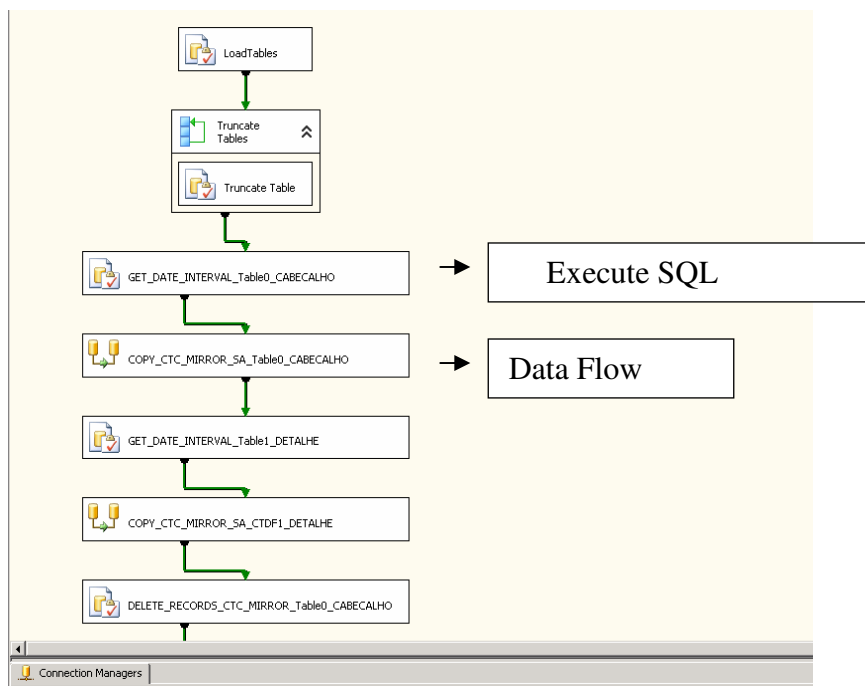 LoadTables
Truncate
Tables
Truncate Table
GET_DATE_INTERVAL_Table0_CABECALHO
Execute SQL
COPY_CTC_MIRROR_SA_Table0_CABECALHO
Data Flow
GET_DATE_INTERVAL_Table1_DETALHE
COPY_CTC_MIRROR_SA_CTDF1_DETALHE
DELETE_RECORDS_CTC_MIRROR_Table0_CABECALHO
Connection Managers